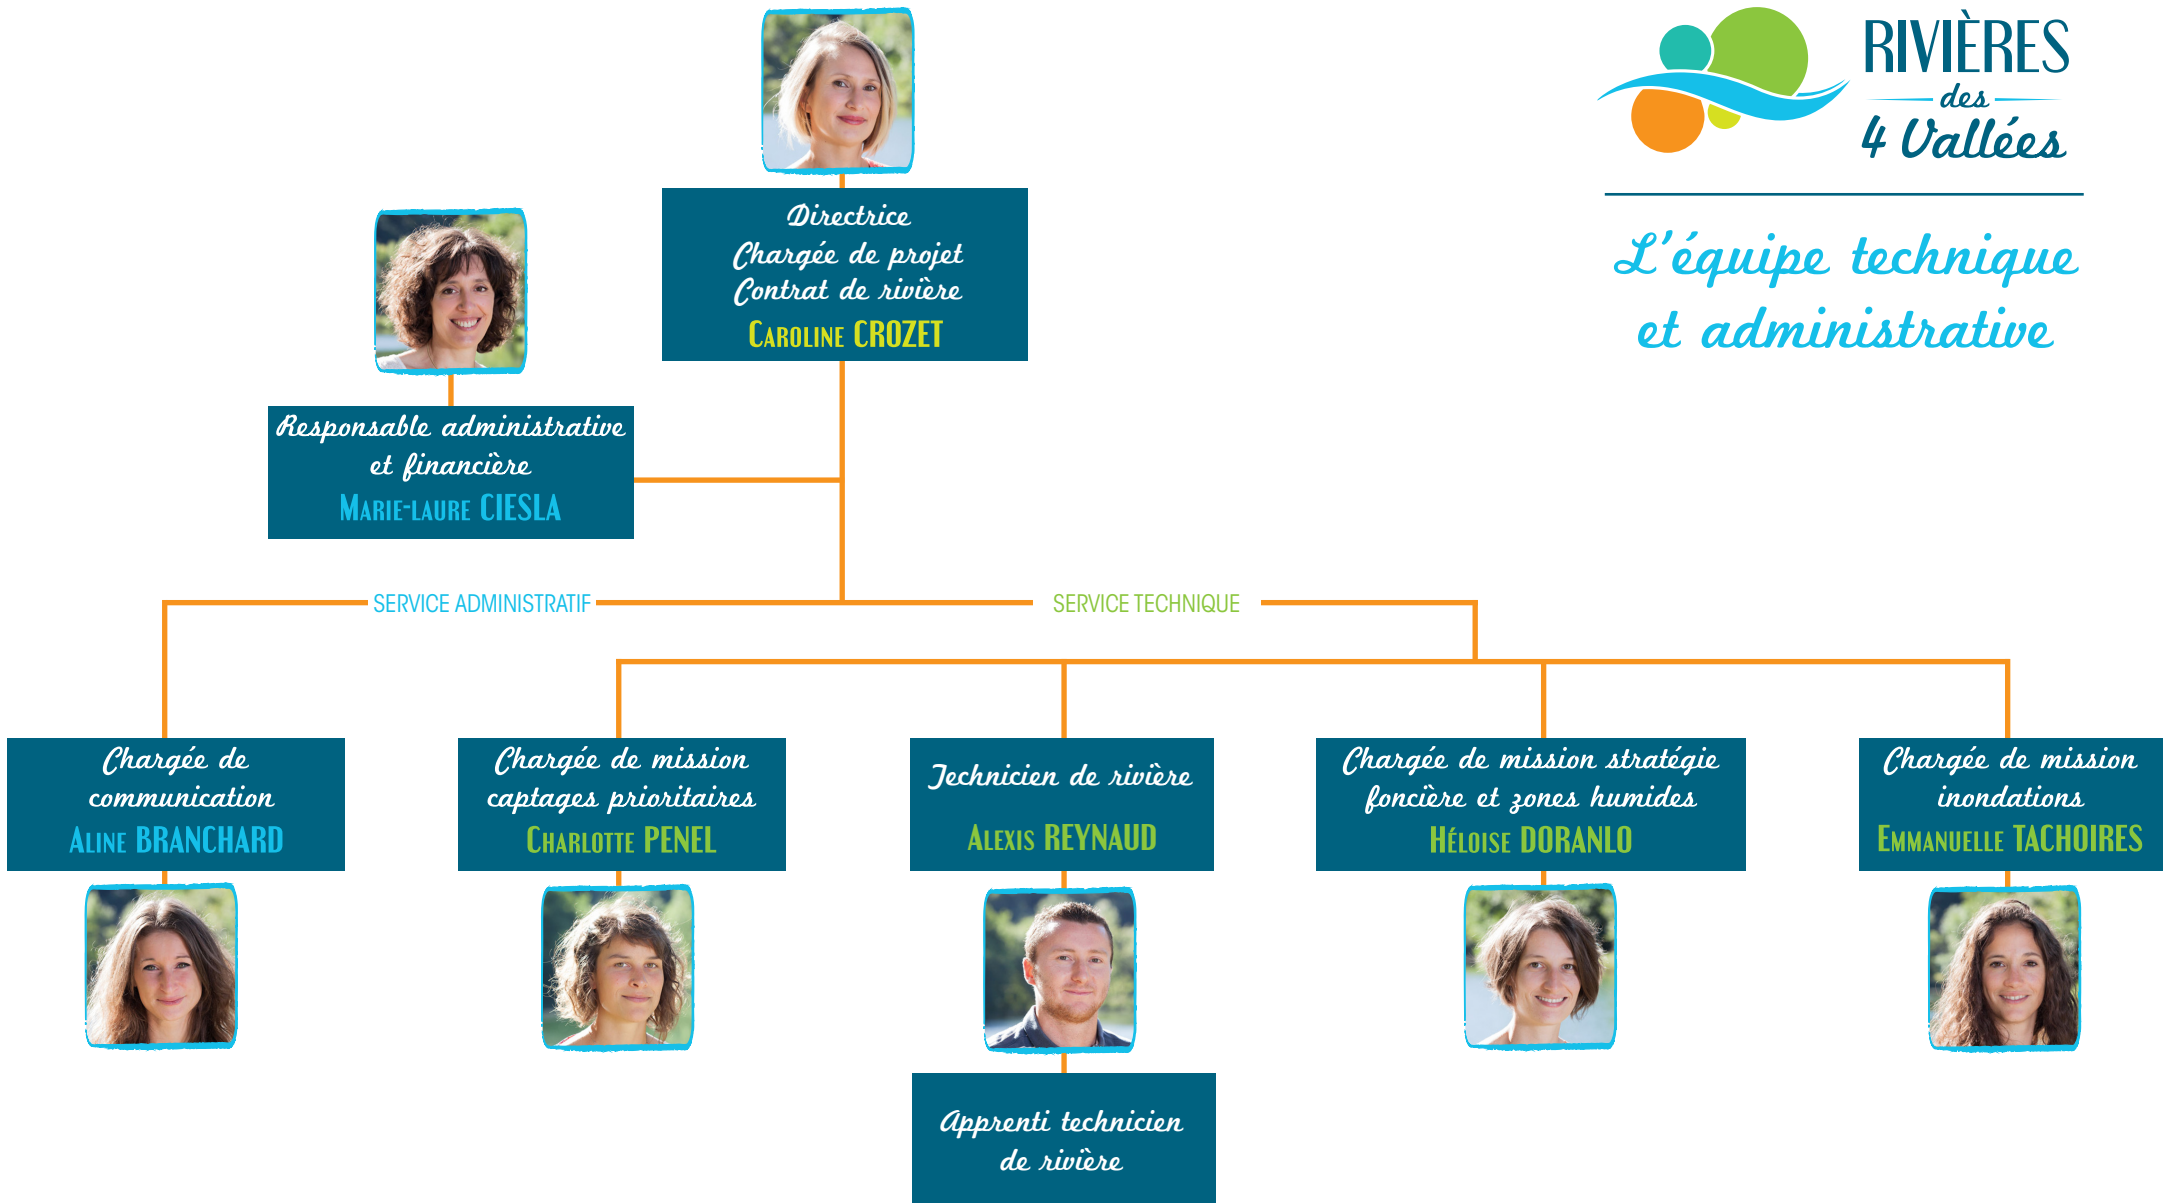 RIVIÈRES
des
4 Vallées
L'équipe technique
et administrative
Directrice
Chargée de projet
Contrat de rivière
CAROLINE CROZET
Responsable administrative
et financière
MARIE-LAURE CIESLA
SERVICE ADMINISTRATIF
SERVICE TECHNIQUE
Chargée de
communication
ALINE BRANCHARD
Chargée de mission
captages prioritaires
CHARLOTTE PENEL
Technicien de rivière
ALEXIS REYNAUD
Chargée de mission stratégie
foncière et zones humides
HÉLOISE DORANLO
Chargée de mission
inondations
EMMANUELLE TACHOIRES
Apprenti technicien
de rivière